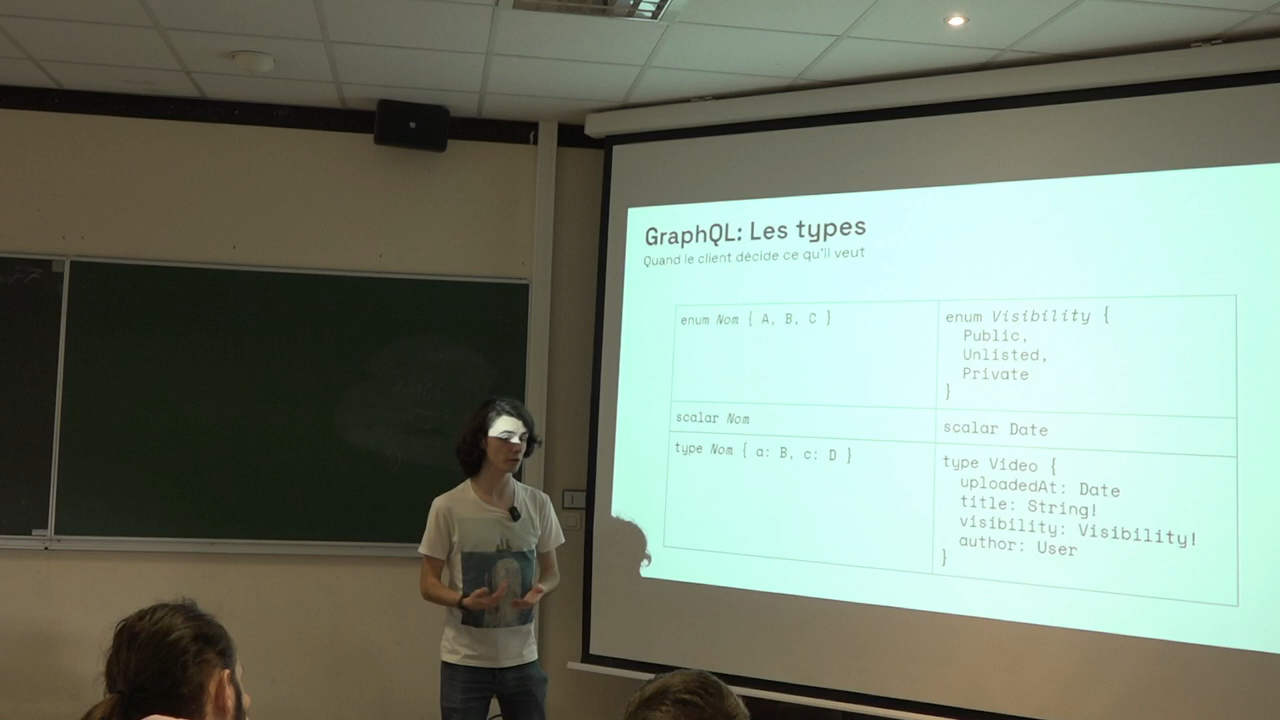 GraphQL: Les types
Quand le client décide ce qu'il veut
enum Nom { A, B, C }
enum Visibility {
Public,
Unlisted,
Private
}
scalar Nom
scalar Date
type Nom { a: B, c: D }
type Video {
uploadedAt: Date
title: String!
visibility: Visibility!
author: User
}